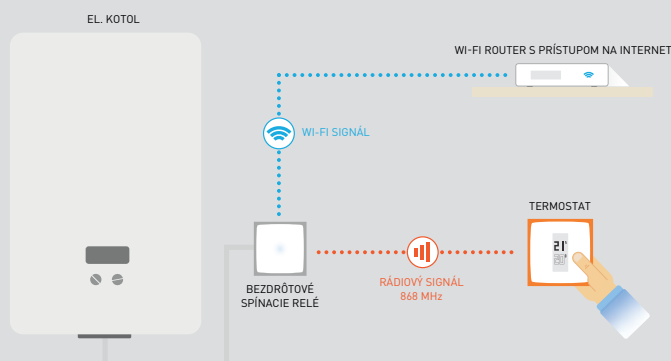 EL. KOTOL
WI-FI ROUTER S PRÍSTUPOM NA INTERNET
WI-FI SIGNÁL
TERMOSTAT
21°
RÁDIOVÝ SIGNÁL
868 MHz
BEZDRÔTOVÉ
SPÍNACIE RELÉ